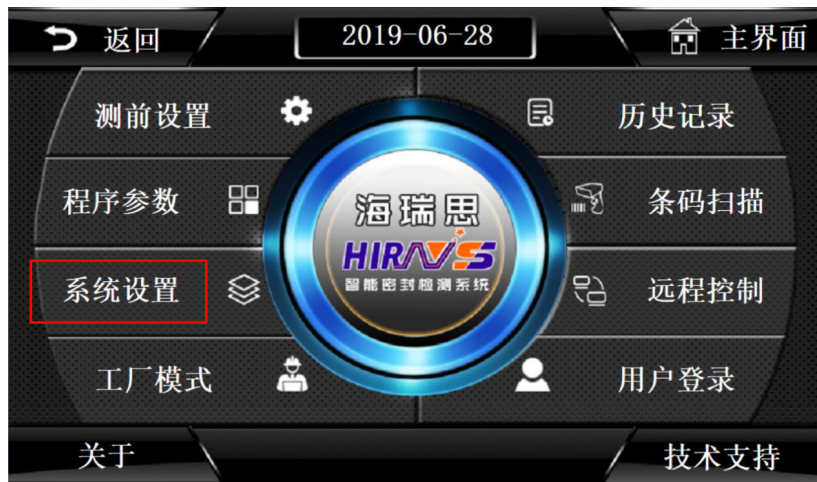 返回 2019-06-28 主界面
测前设置 历史记录
程序参数 条码扫描
海瑞思
HIRAYS
智能密封检测系统
系统设置 远程控制
工厂模式 用户登录
关于 技术支持